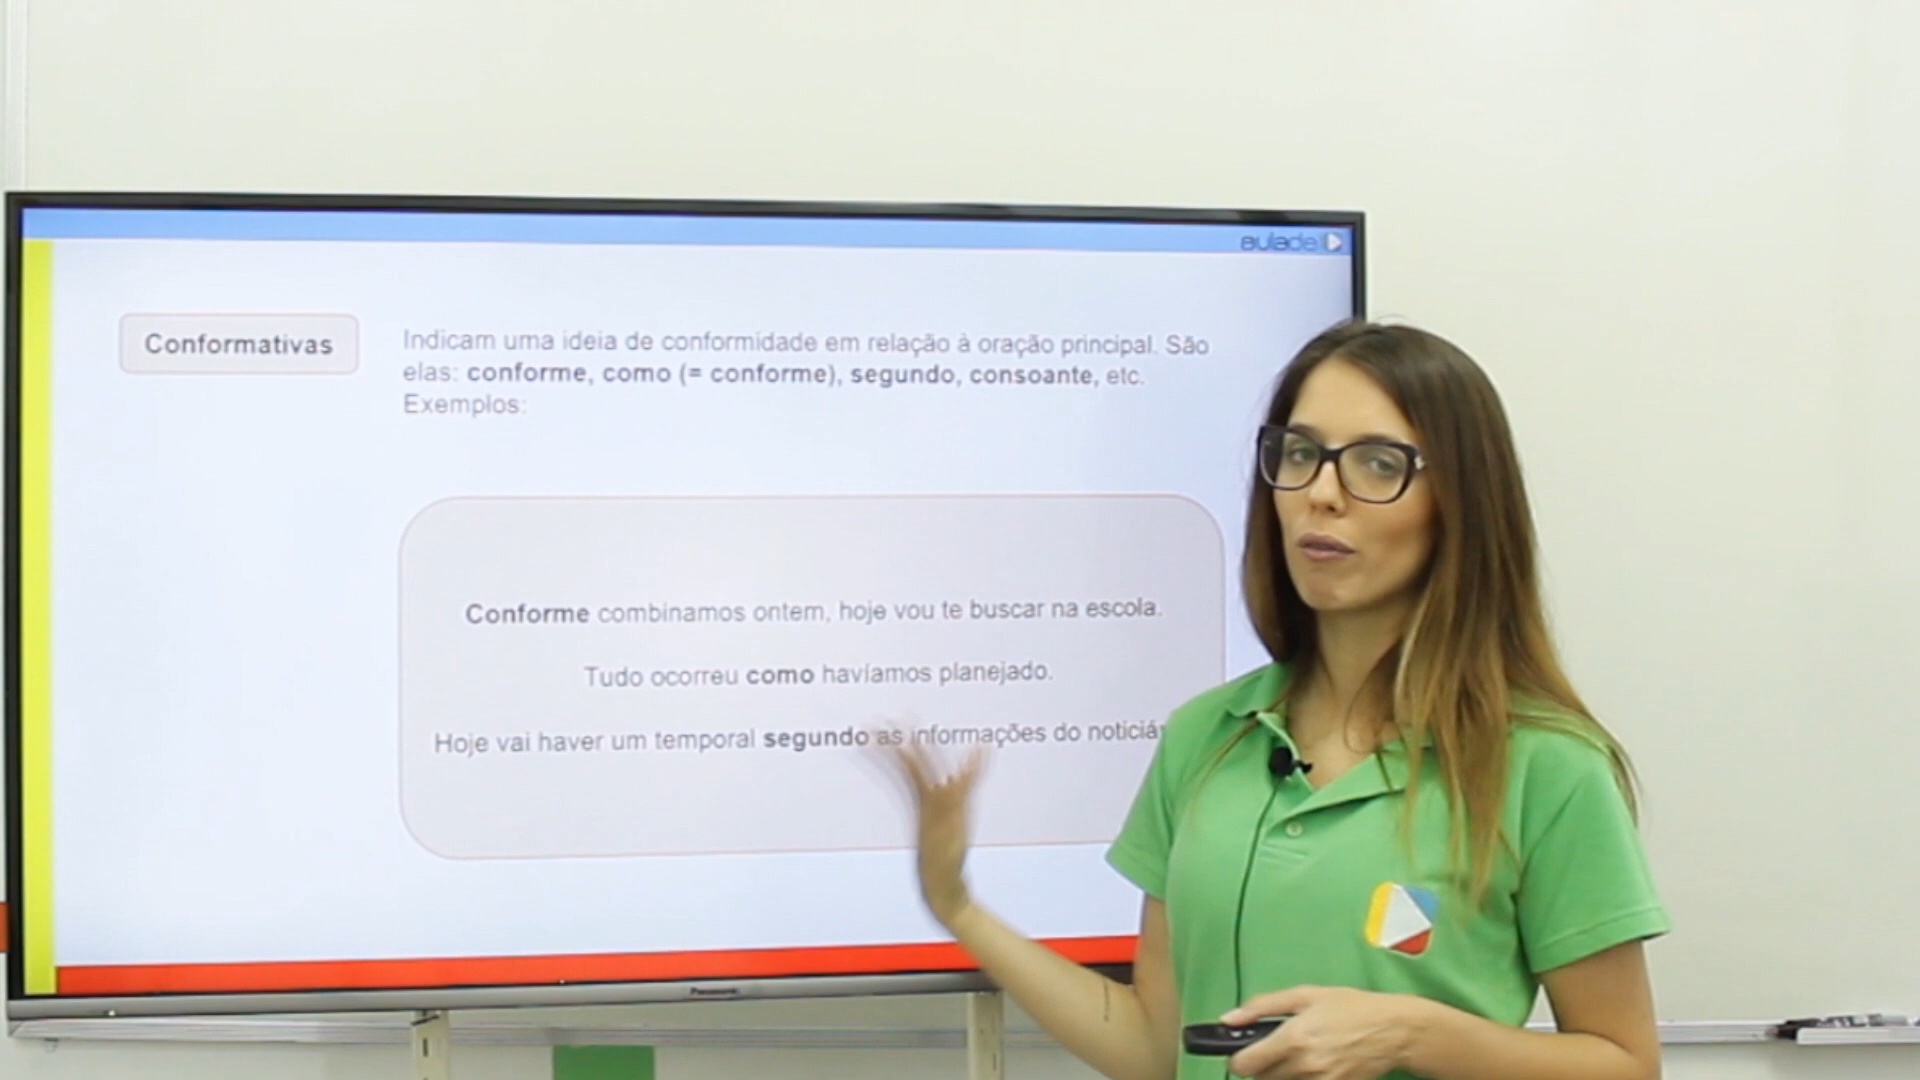 aulade
Conformativas
Indicam uma ideia de conformidade em relação à oração principal. São
elas: conforme, como (= conforme), segundo, consoante, etc.
Exemplos:
Conforme combinamos ontem, hoje vou te buscar na escola.
Tudo ocorreu como havíamos planejado.
Hoje vai haver um temporal segundo as informações do noticiá
Panasonic